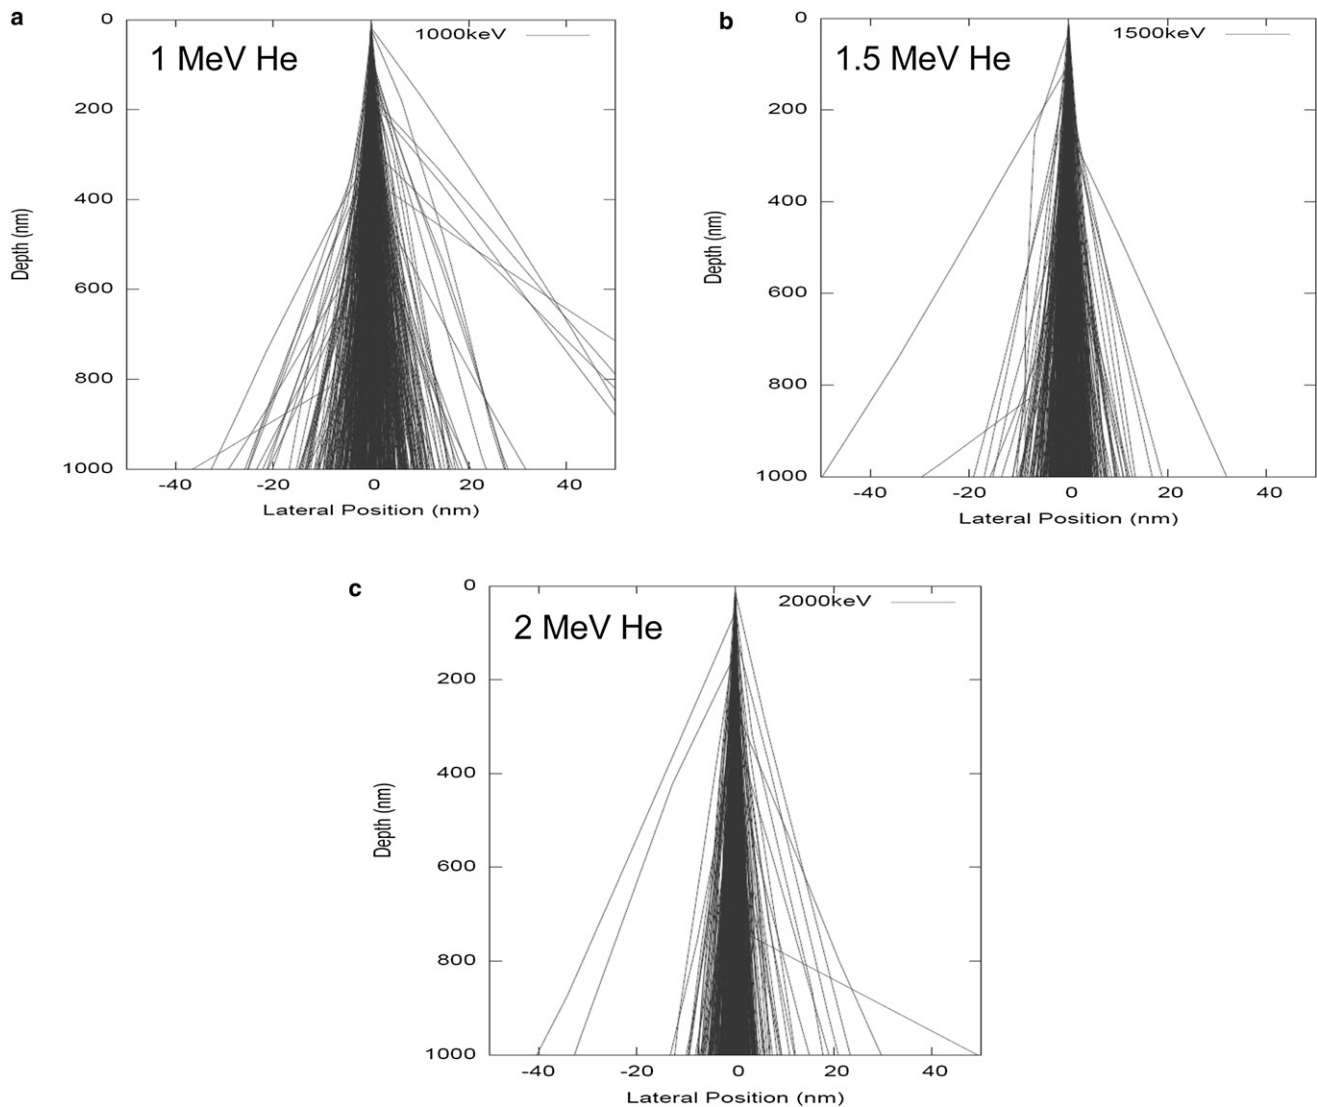 a
1 MeV He
1000keV
0
200
400
600
800
1000
Depth (nm)
-40 -20 0 20 40
Lateral Position (nm)
b
1.5 MeV He
1500keV
0
200
400
600
800
1000
Depth (nm)
-40 -20 0 20 40
Lateral Position (nm)
c
2 MeV He
2000keV
0
200
400
600
800
1000
Depth (nm)
-40 -20 0 20 40
Lateral Position (nm)